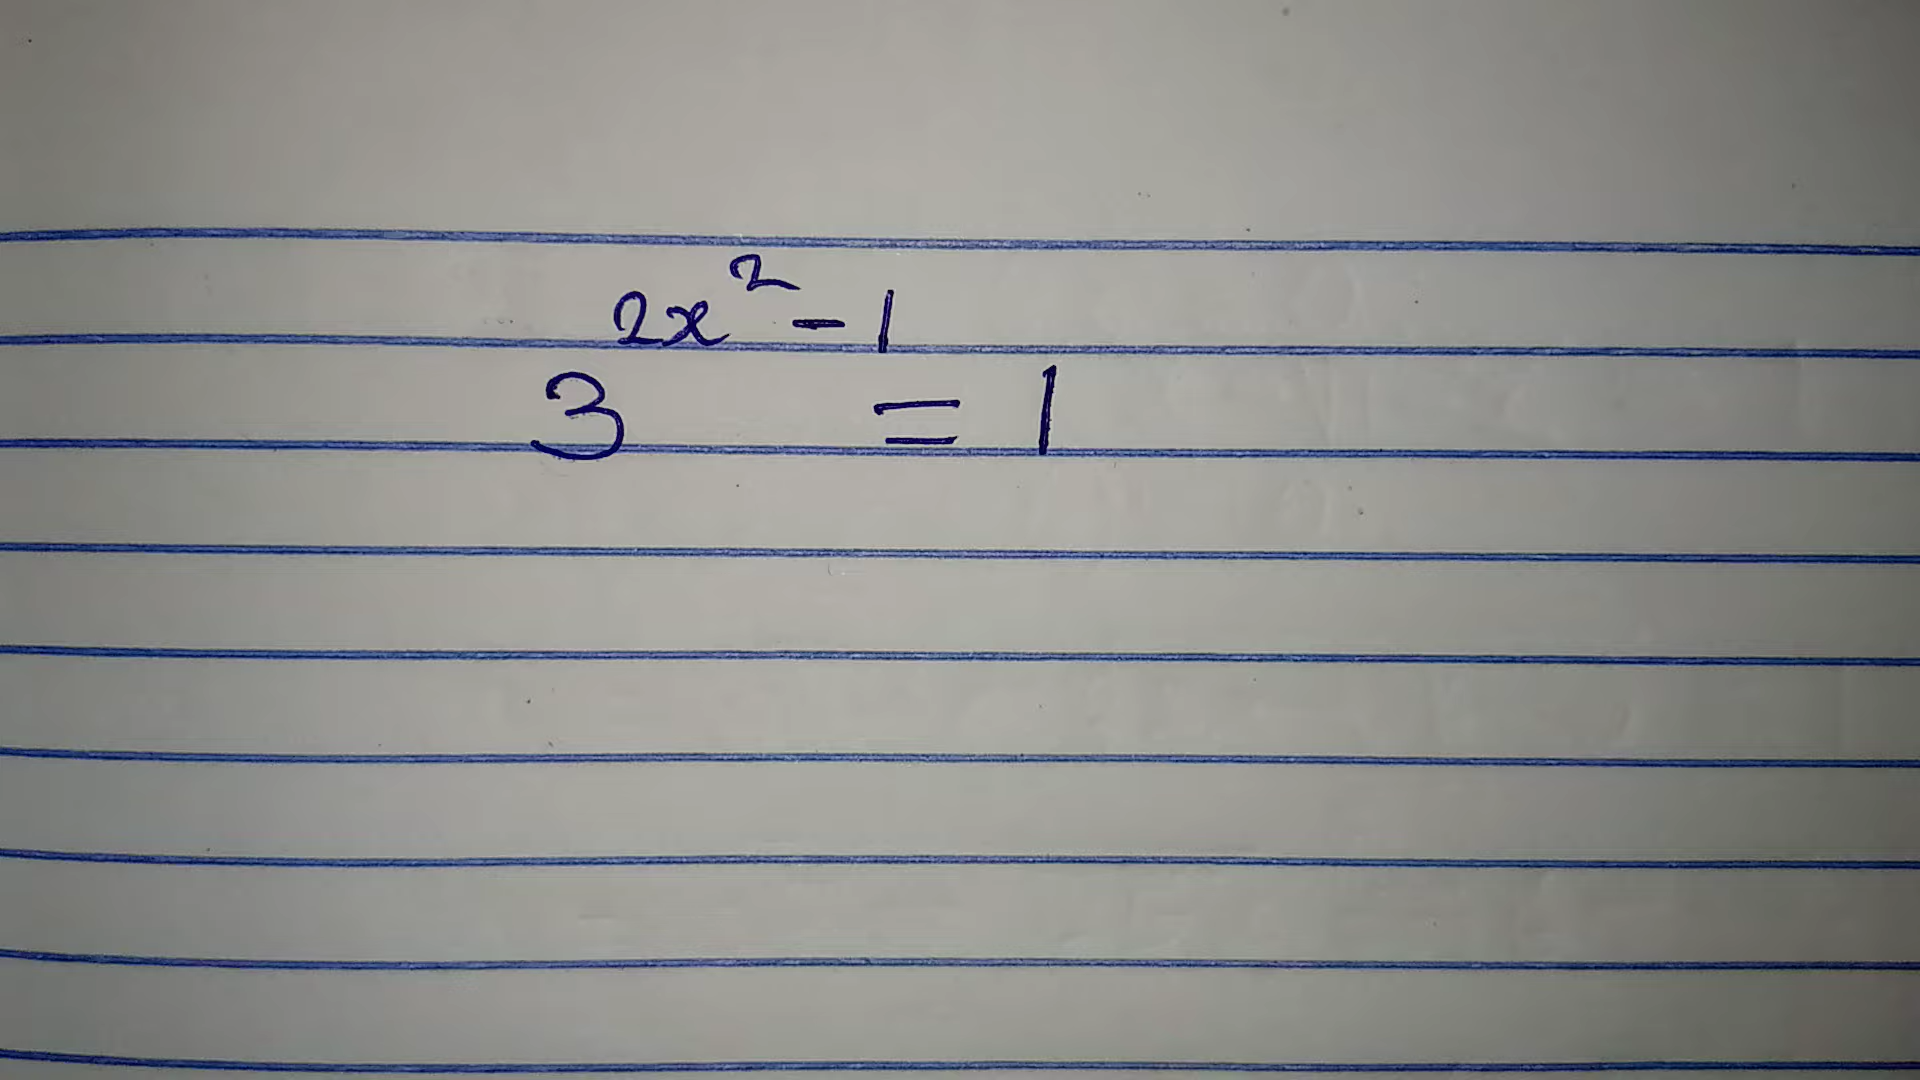 3^{2x^2 - 1} = 1